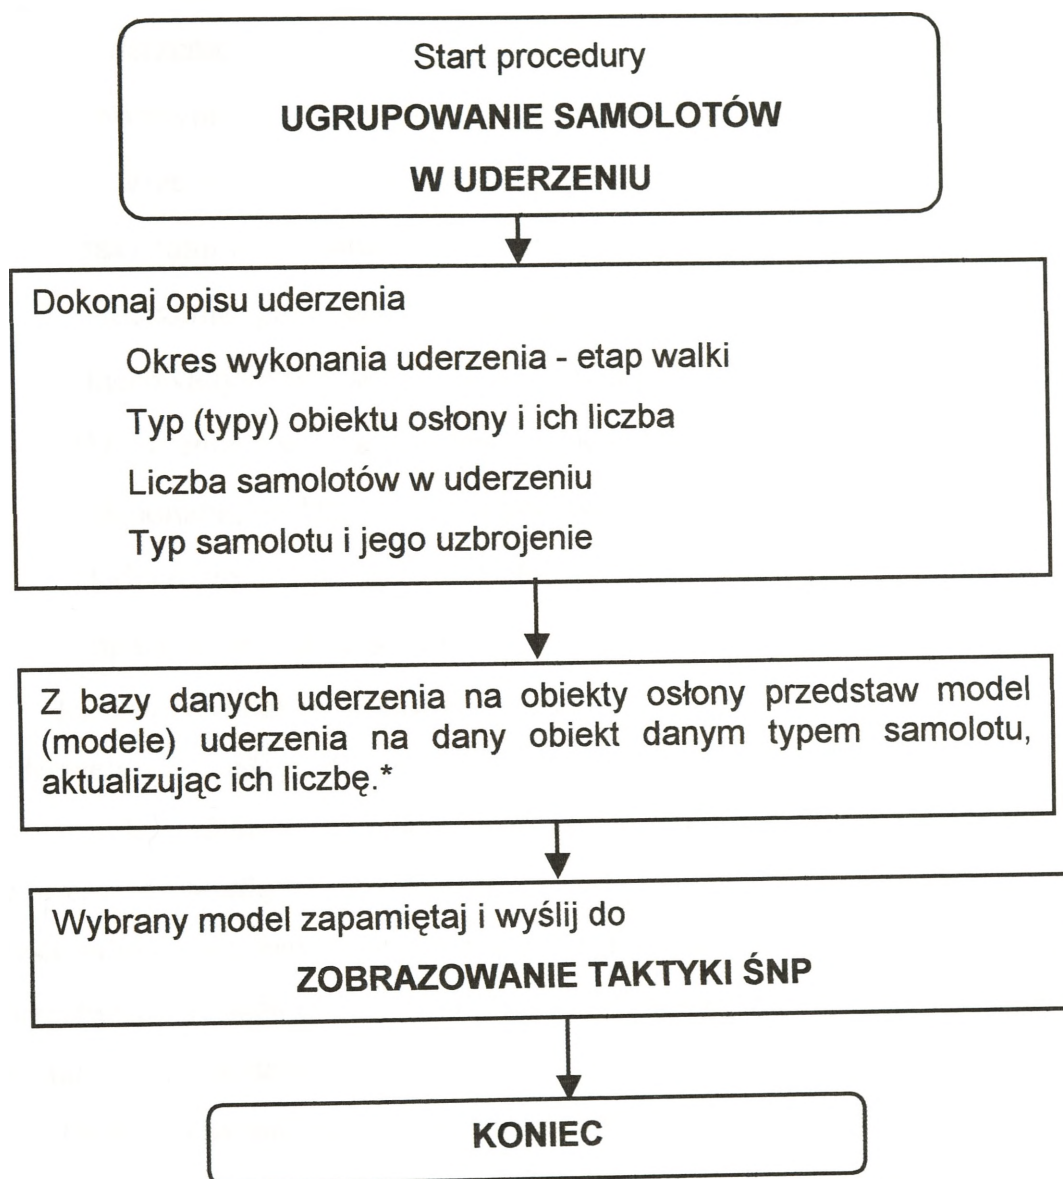 Start procedury
UGRUPOWANIE SAMOLOTÓW
W UDERZENIU
Dokonaj opisu uderzenia
Okres wykonania uderzenia - etap walki
Typ (typy) obiektu osłony i ich liczba
Liczba samolotów w uderzeniu
Typ samolotu i jego uzbrojenie
Z bazy danych uderzenia na obiekty osłony przedstaw model
(modele) uderzenia na dany obiekt danym typem samolotu,
aktualizując ich liczbę.*
Wybrany model zapamiętaj i wyślij do
ZOBRAZOWANIE TAKTYKI ŚNP
KONIEC